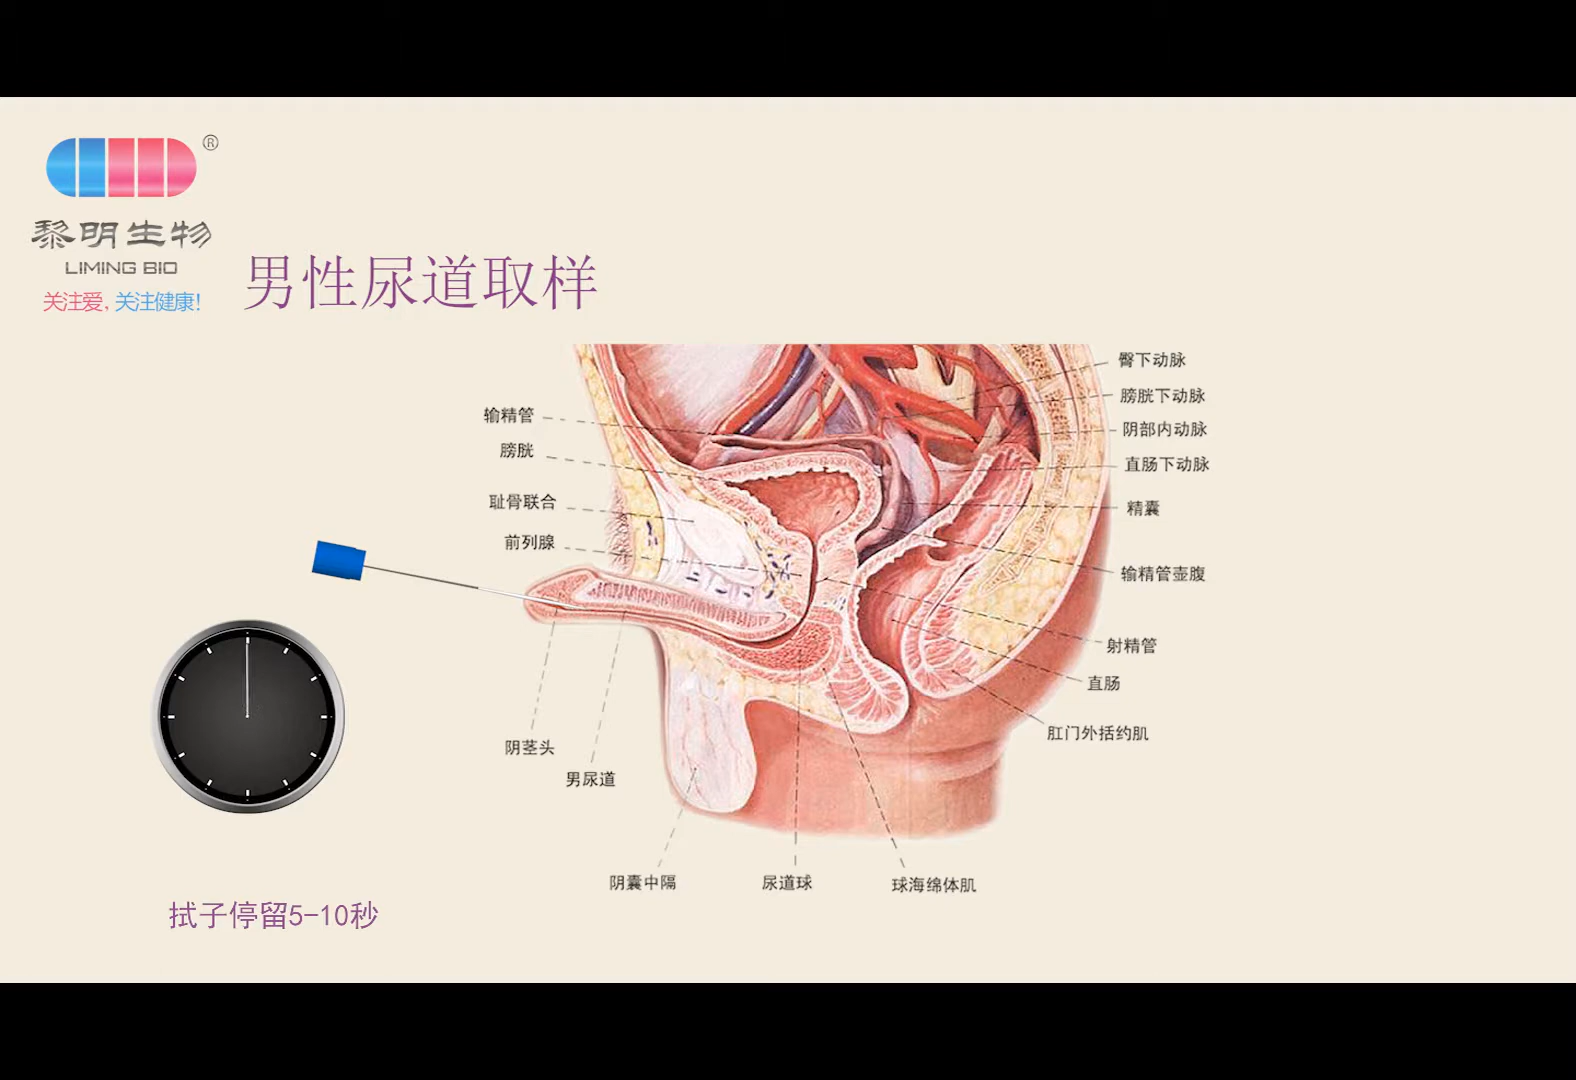 ®
黎明生物
LIMING BIO
关注爱,关注健康!
男性尿道取样
输精管
膀胱
耻骨联合
前列腺
臀下动脉
膀胱下动脉
阴部内动脉
直肠下动脉
精囊
输精管壶腹
射精管
直肠
肛门外括约肌
阴茎头
男尿道
阴囊中隔
尿道球
球海绵体肌
拭子停留5-10秒